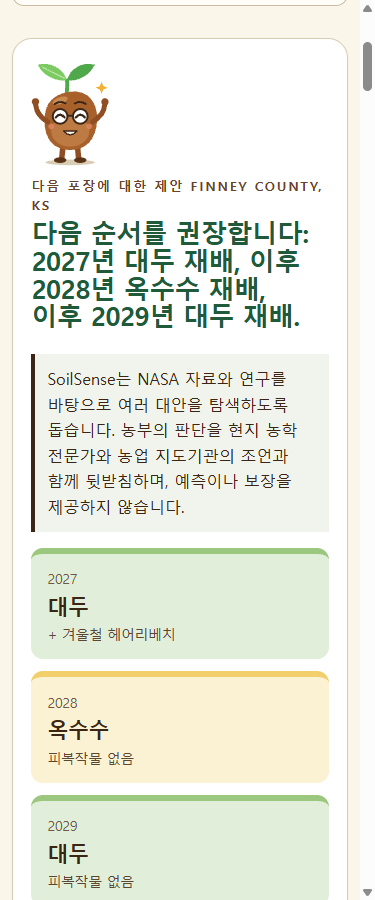 다음 포장에 대한 제안 FINNEY COUNTY,
KS
다음 순서를 권장합니다:
2027년 대두 재배, 이후
2028년 옥수수 재배,
이후 2029년 대두 재배.
SoilSense는 NASA 자료와 연구를
바탕으로 여러 대안을 탐색하도록
돕습니다. 농부의 판단을 현지 농학
전문가와 농업 지도기관의 조언과
함께 뒷받침하며, 예측이나 보장을
제공하지 않습니다.
2027
대두
+ 겨울철 헤어리베치
2028
옥수수
피복작물 없음
2029
대두
피복작물 없음